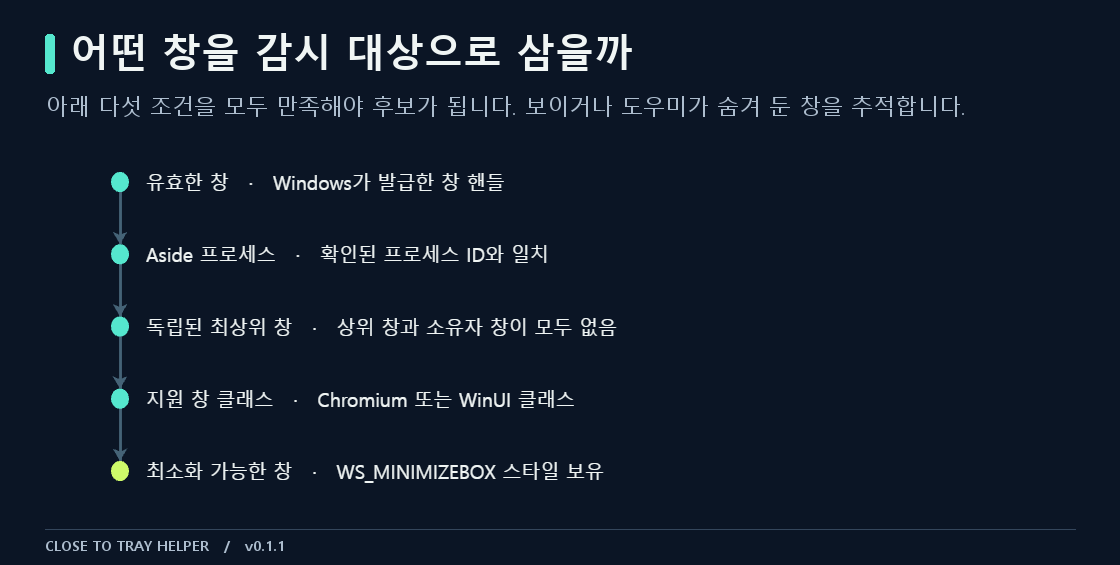 어떤 창을 감시 대상으로 삼을까
아래 다섯 조건을 모두 만족해야 후보가 됩니다. 보이거나 도우미가 숨겨 둔 창을 추적합니다.
유효한 창 · Windows가 발급한 창 핸들
Aside 프로세스 · 확인된 프로세스 ID와 일치
독립된 최상위 창 · 상위 창과 소유자 창이 모두 없음
지원 창 클래스 · Chromium 또는 WinUI 클래스
최소화 가능한 창 · WS_MINIMIZEBOX 스타일 보유
CLOSE TO TRAY HELPER / v0.1.1